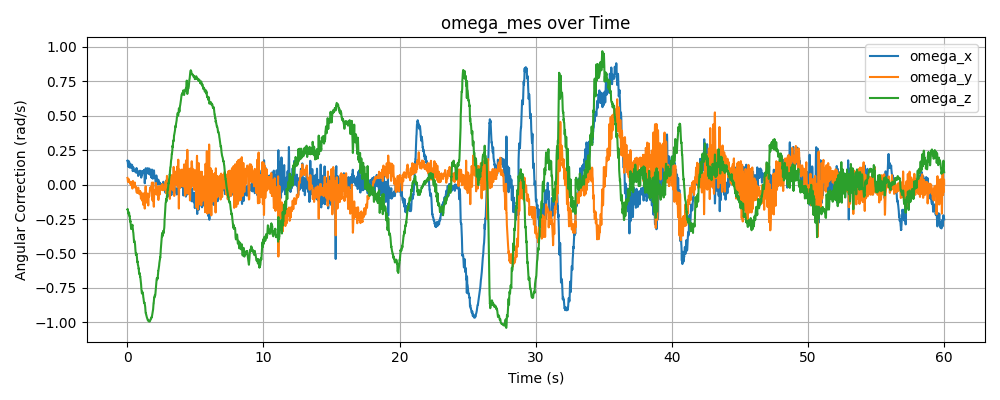 omega_mes over Time
Angular Correction (rad/s)
1.00
0.75
0.50
0.25
0.00
−0.25
−0.50
−0.75
−1.00
omega_x
omega_y
omega_z
0 10 20 30 40 50 60
Time (s)